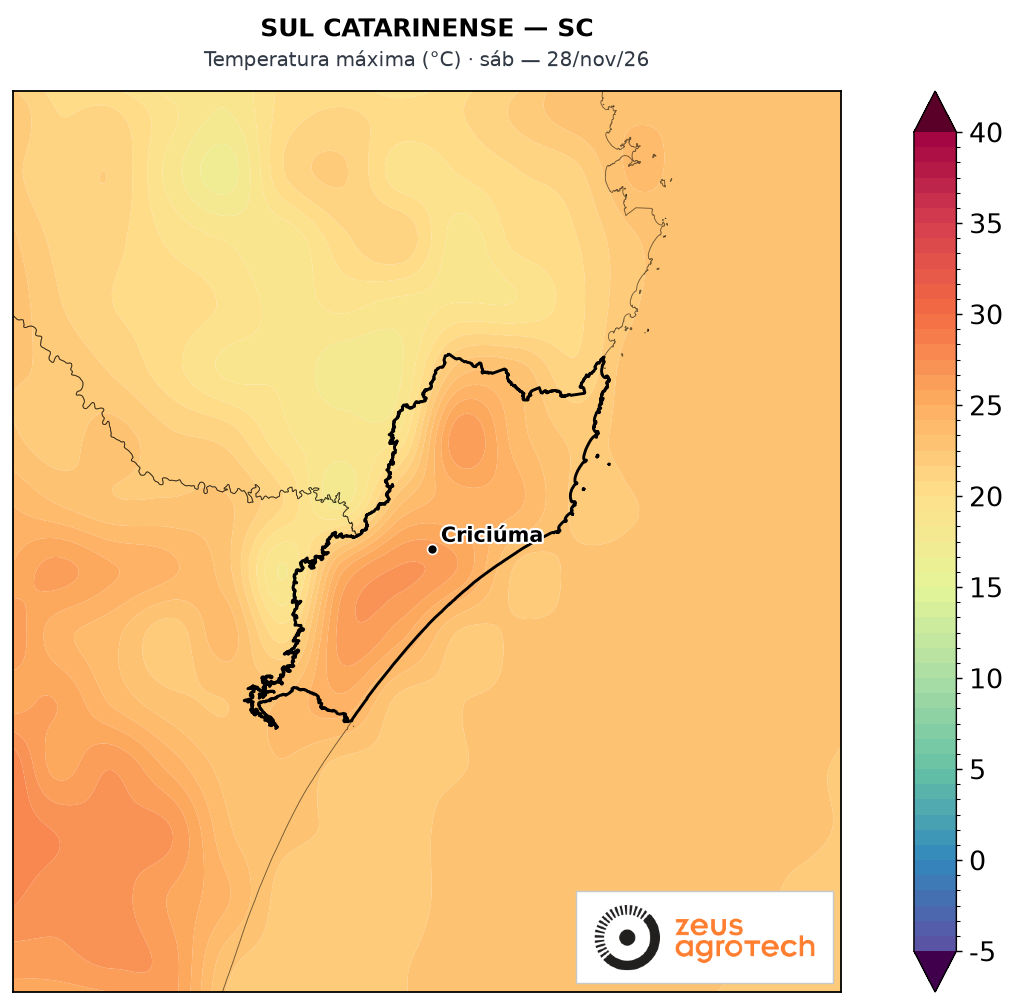 SUL CATARINENSE — SC
Temperatura máxima (°C) · sáb — 28/nov/26
40
35
30
25
20
15
10
5
0
-5
Criciúma
zeus
agrotech